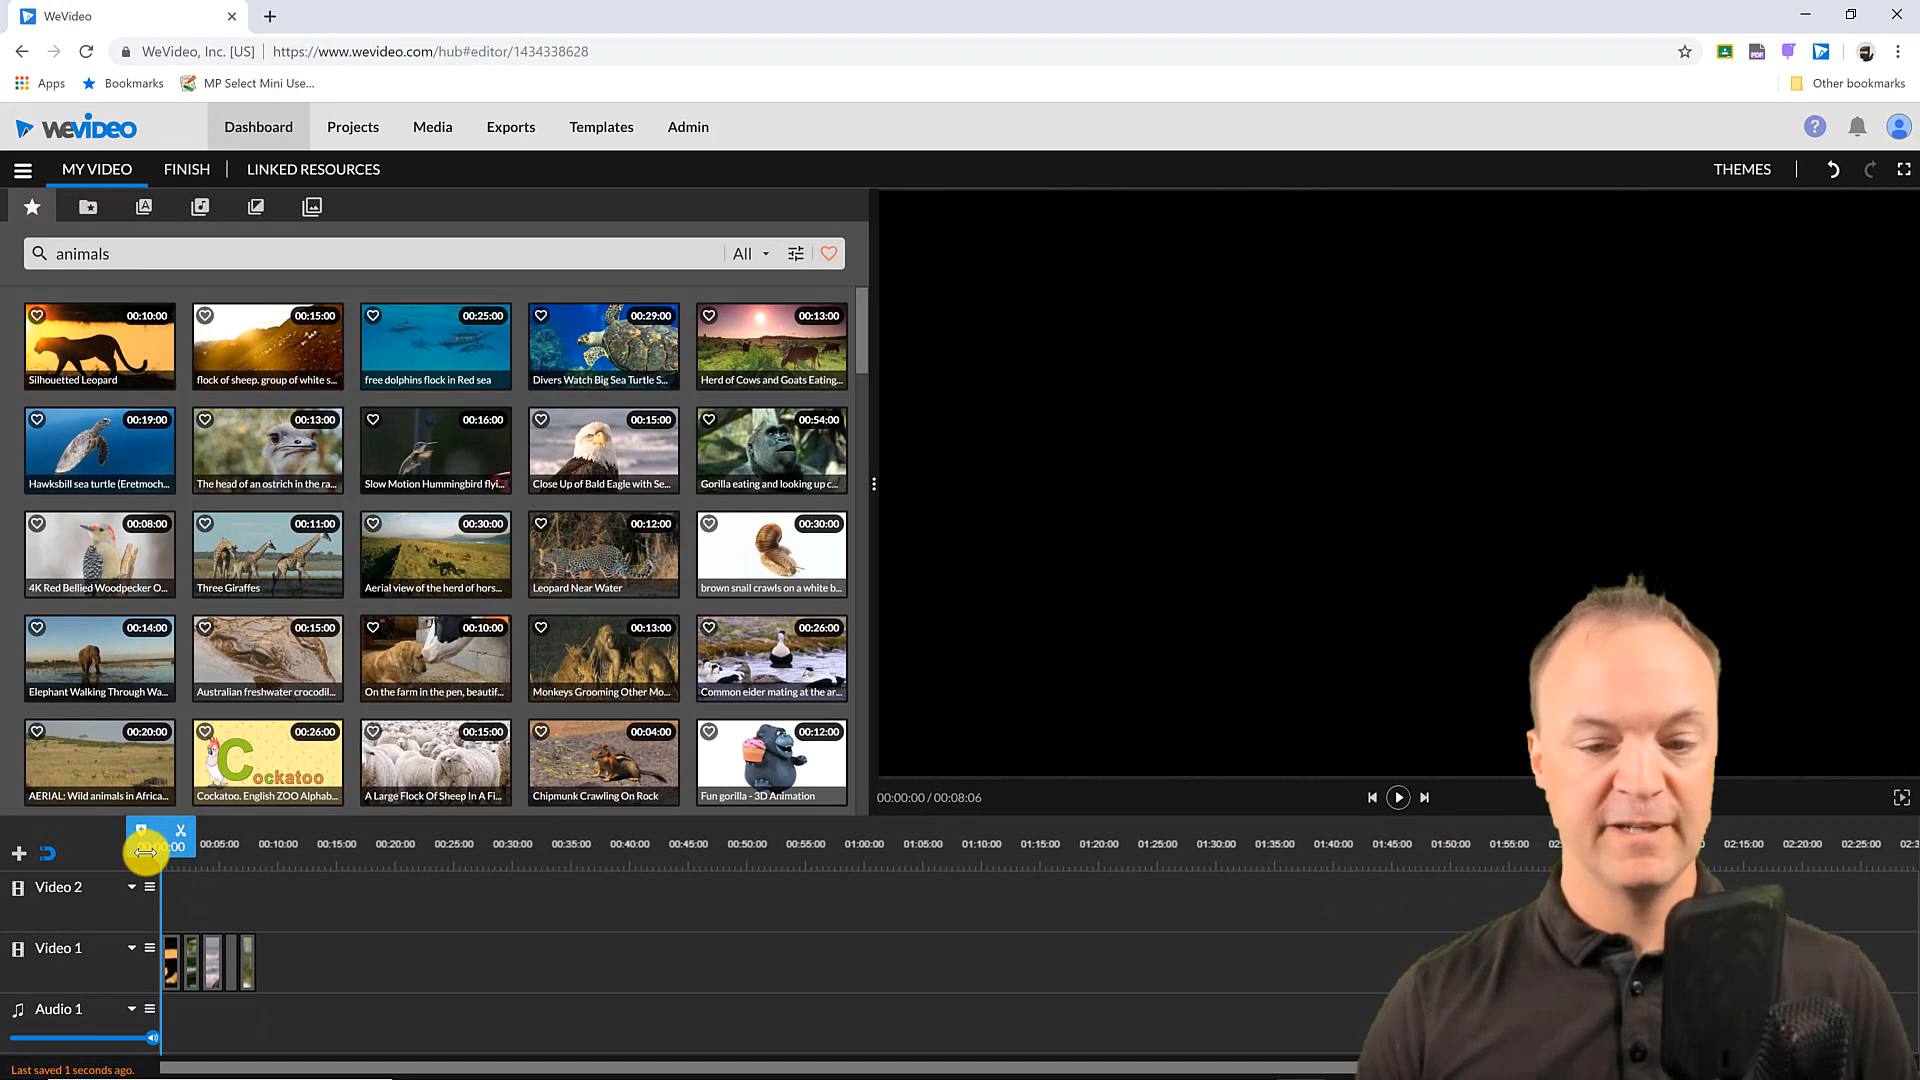 WeVideo
WeVideo, Inc. [US] | https://www.wevideo.com/hub#editor/1434338628
Apps Bookmarks MP Select Mini Use... Other bookmarks
WEVIDEO Dashboard Projects Media Exports Templates Admin
MY VIDEO FINISH LINKED RESOURCES THEMES
animals All
00:10:00 00:15:00 00:25:00 00:29:00 00:13:00
Silhouetted Leopard flock of sheep. group of white s... free dolphins flock in Red sea Divers Watch Big Sea Turtle S... Herd of Cows and Goats Eating...
00:19:00 00:13:00 00:16:00 00:15:00 00:54:00
Hawksbill sea turtle (Eretmoch... The head of an ostrich in the ra... Slow Motion Hummingbird flyi... Close Up of Bald Eagle with Se... Gorilla eating and looking up c...
00:08:00 00:11:00 00:30:00 00:12:00 00:30:00
4K Red Bellied Woodpecker O... Three Giraffes Aerial view of the herd of hors... Leopard Near Water brown snail crawls on a white b...
00:14:00 00:15:00 00:10:00 00:13:00 00:26:00
Elephant Walking Through Wa... Australian freshwater crocodil... On the farm in the pen, beautif... Monkeys Grooming Other Mo... Common eider mating at the ar...
00:20:00 00:26:00 00:15:00 00:04:00 00:12:00
Cockatoo
AERIAL: Wild animals in Africa... Cockatoo. English ZOO Alphab... A Large Flock Of Sheep In A Fi... Chipmunk Crawling On Rock Fun gorilla - 3D Animation
00:00:00 / 00:08:06
00:05:00 00:10:00 00:15:00 00:20:00 00:25:00 00:30:00 00:35:00 00:40:00 00:45:00 00:50:00 00:55:00 01:00:00 01:05:00 01:10:00 01:15:00 01:20:00 01:25:00 01:30:00 01:35:00 01:40:00 01:45:00 01:50:00 01:55:00 02:15:00 02:20:00 02:25:00
Video 2
Video 1
Audio 1
Last saved 1 seconds ago.